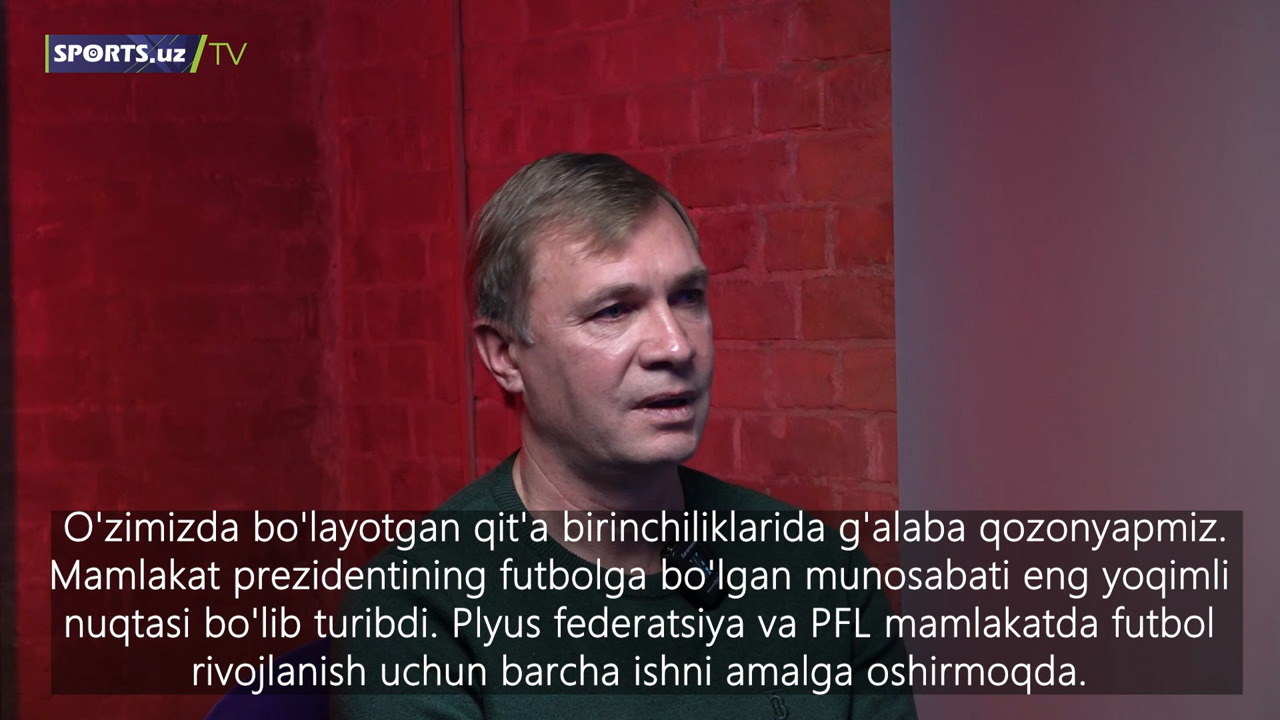 SPORTS.uz/TV
O'zimizda bo'layotgan qit'a birinchiliklarida g'alaba qozonyapmiz.
Mamlakat prezidentining futbolga bo'lgan munosabati eng yoqimli
nuqtasi bo'lib turibdi. Plyus federatsiya va PFL mamlakatda futbol
rivojlanish uchun barcha ishni amalga oshirmoqda.